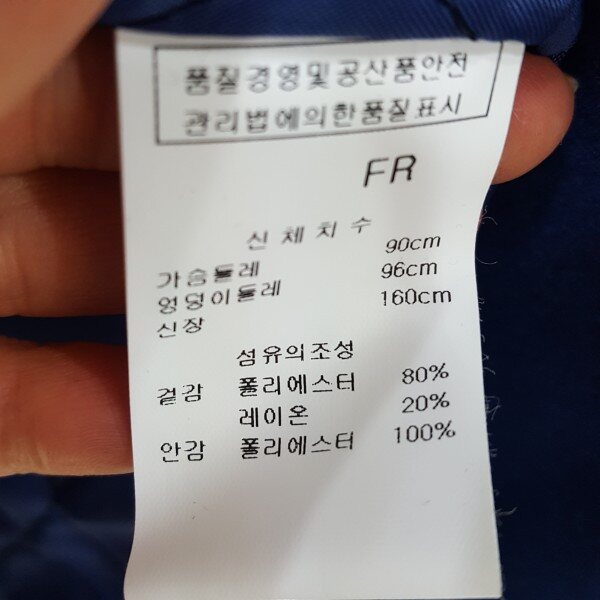 품질경영및공산품안전
관리법에의한품질표시
FR
신체치수
가슴둘레 90cm
엉덩이둘레 96cm
신장 160cm
섬유의조성
겉감 폴리에스터 80%
레이온 20%
안감 폴리에스터 100%